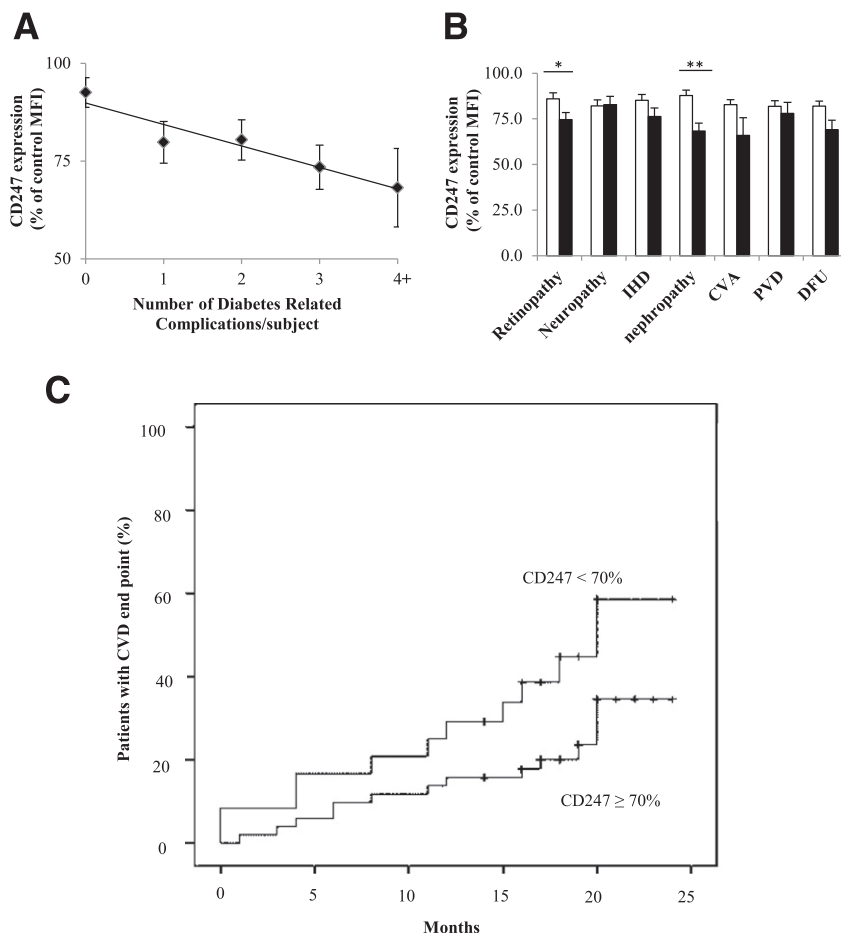 A
CD247 expression
(% of control MFI)
100
75
50
0 1 2 3 4+
Number of Diabetes Related
Complications/subject
B
CD247 expression
(% of control MFI)
* **
100.0
75.0
50.0
25.0
0.0
Retinopathy
Neuropathy
IHD
nephropathy
CVA
PVD
DFU
C
Patients with CVD end point (%)
100
80
60
40
20
0
CD247 < 70%
CD247 ≥ 70%
0 5 10 15 20 25
Months